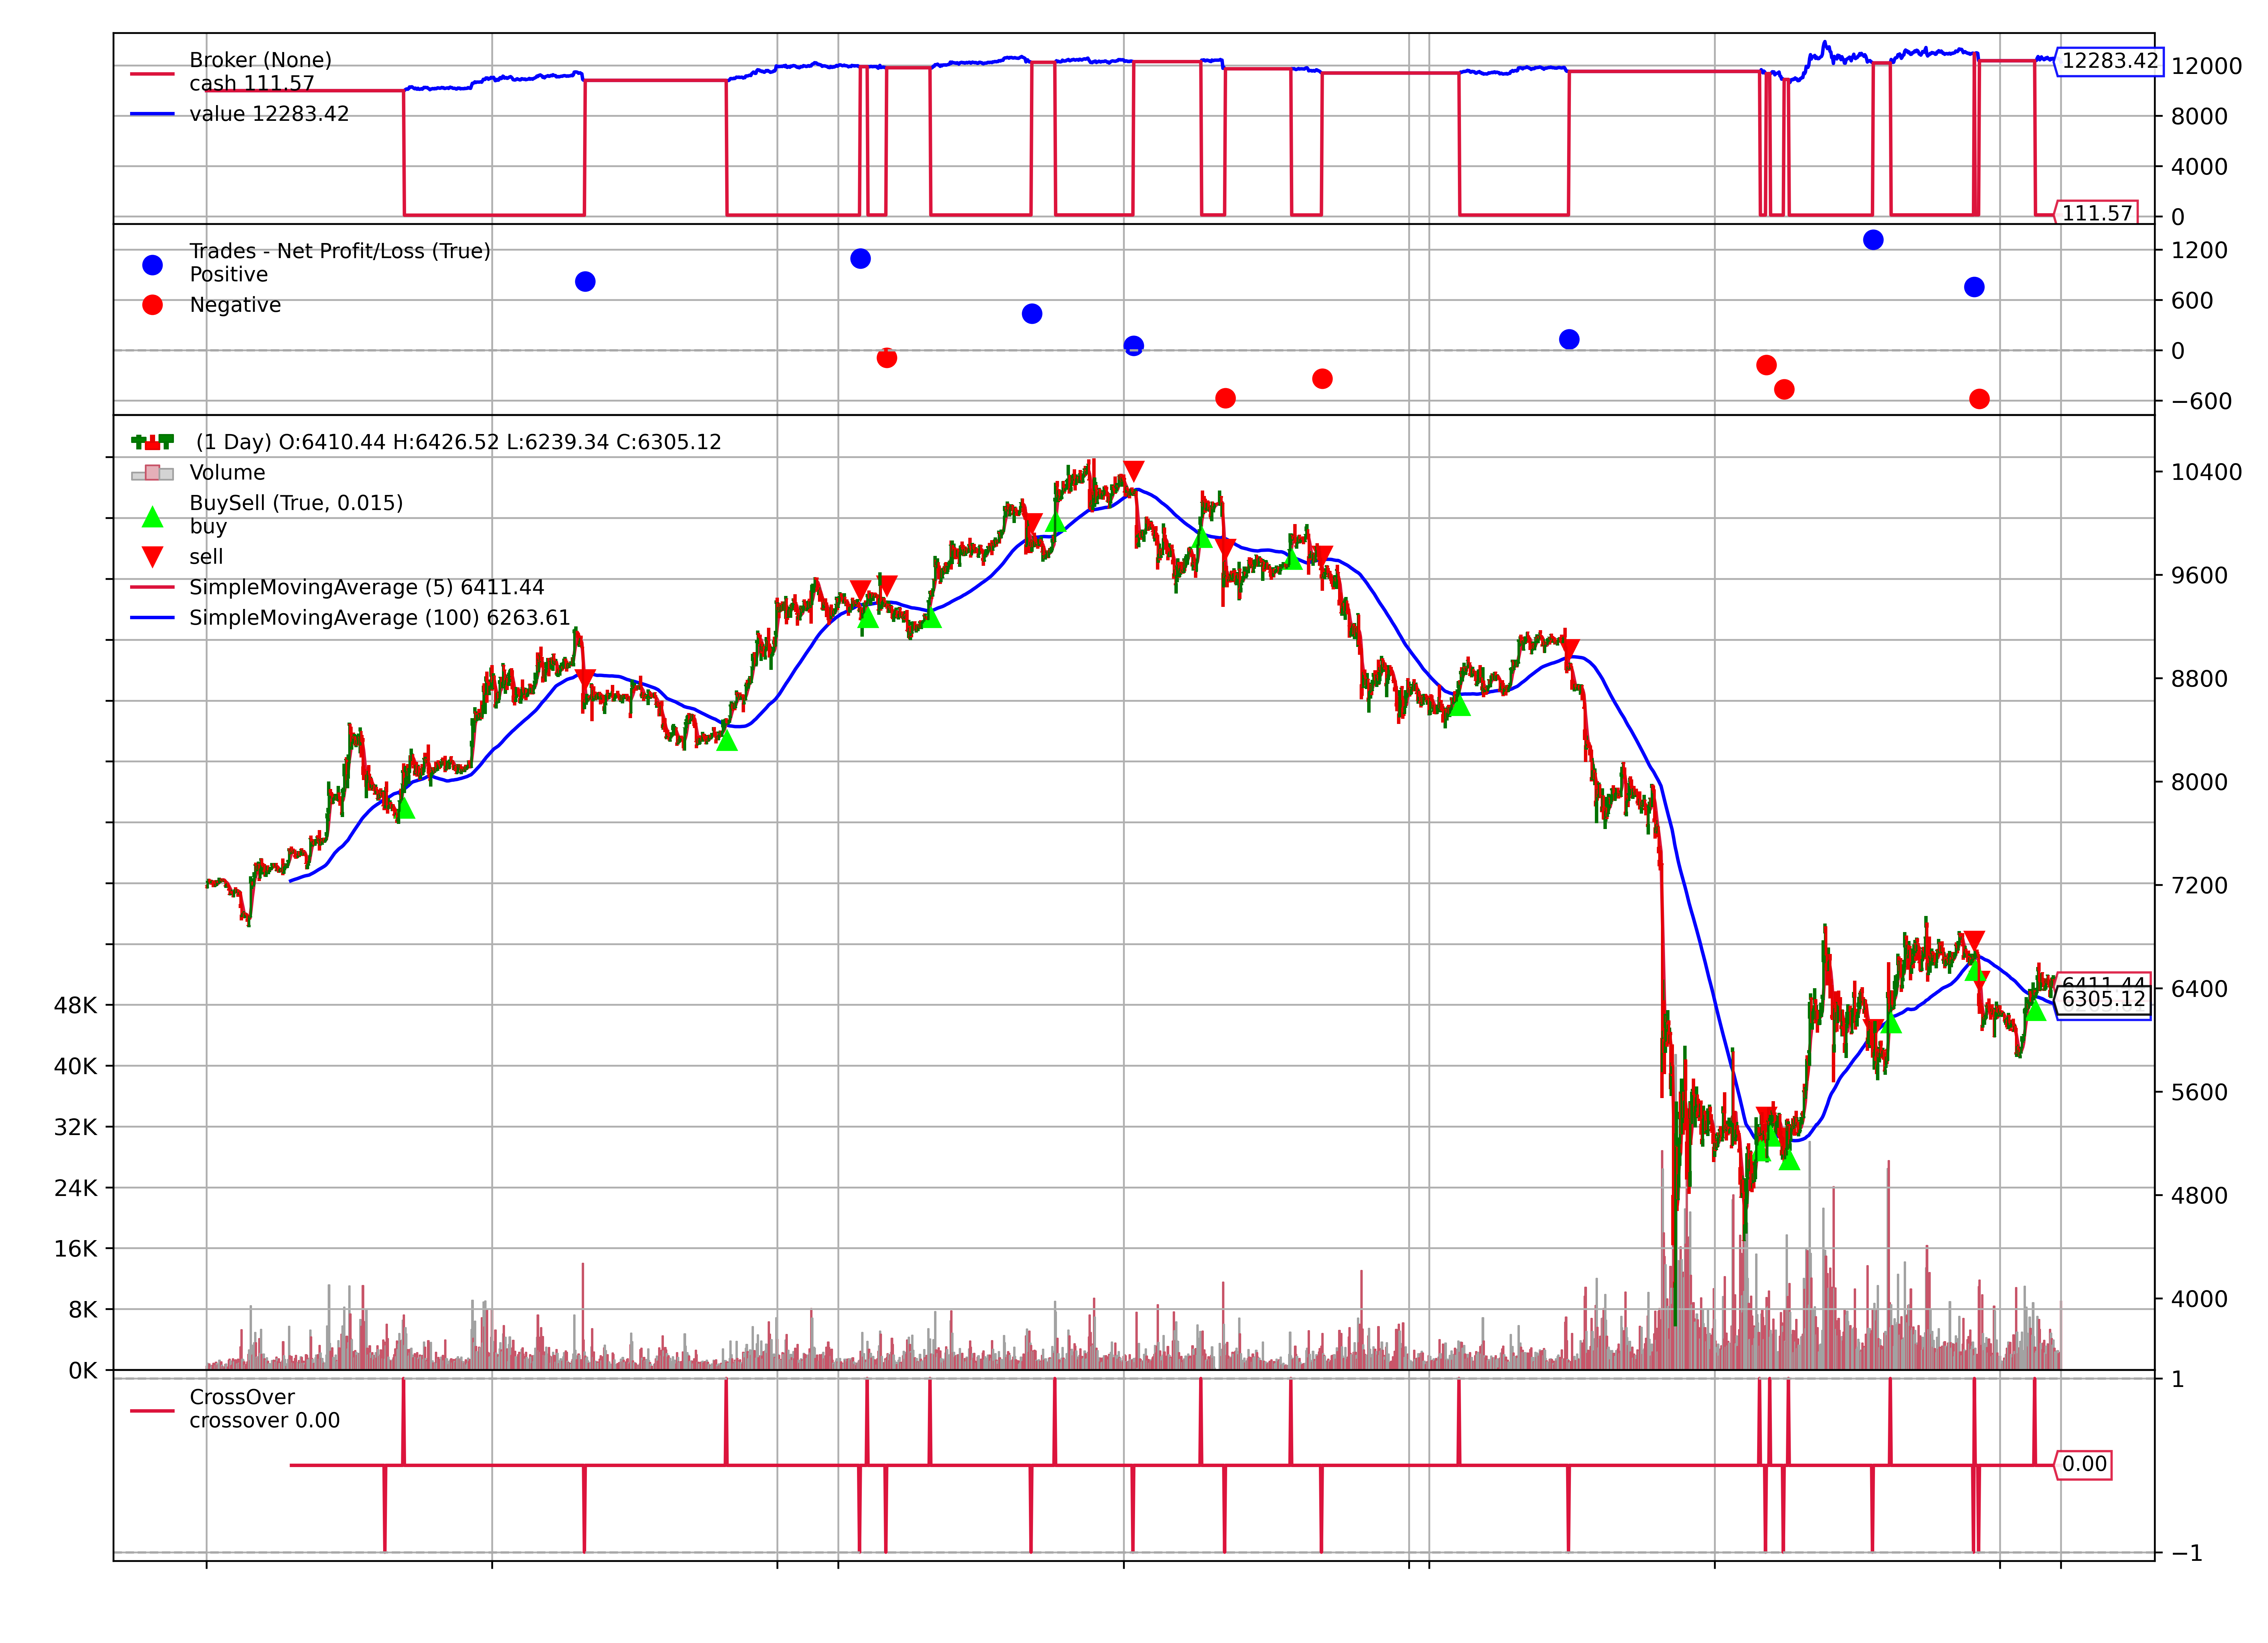 Broker (None)
cash 111.57
value 12283.42
12283.42
12000
8000
4000
0
111.57
Trades - Net Profit/Loss (True)
Positive
Negative
1200
600
0
−600
(1 Day) O:6410.44 H:6426.52 L:6239.34 C:6305.12
Volume
BuySell (True, 0.015)
buy
sell
SimpleMovingAverage (5) 6411.44
SimpleMovingAverage (100) 6263.61
10400
9600
8800
8000
7200
6400
5600
4800
4000
6411.44
6305.12
48K
40K
32K
24K
16K
8K
0K
CrossOver
crossover 0.00
1
0.00
−1